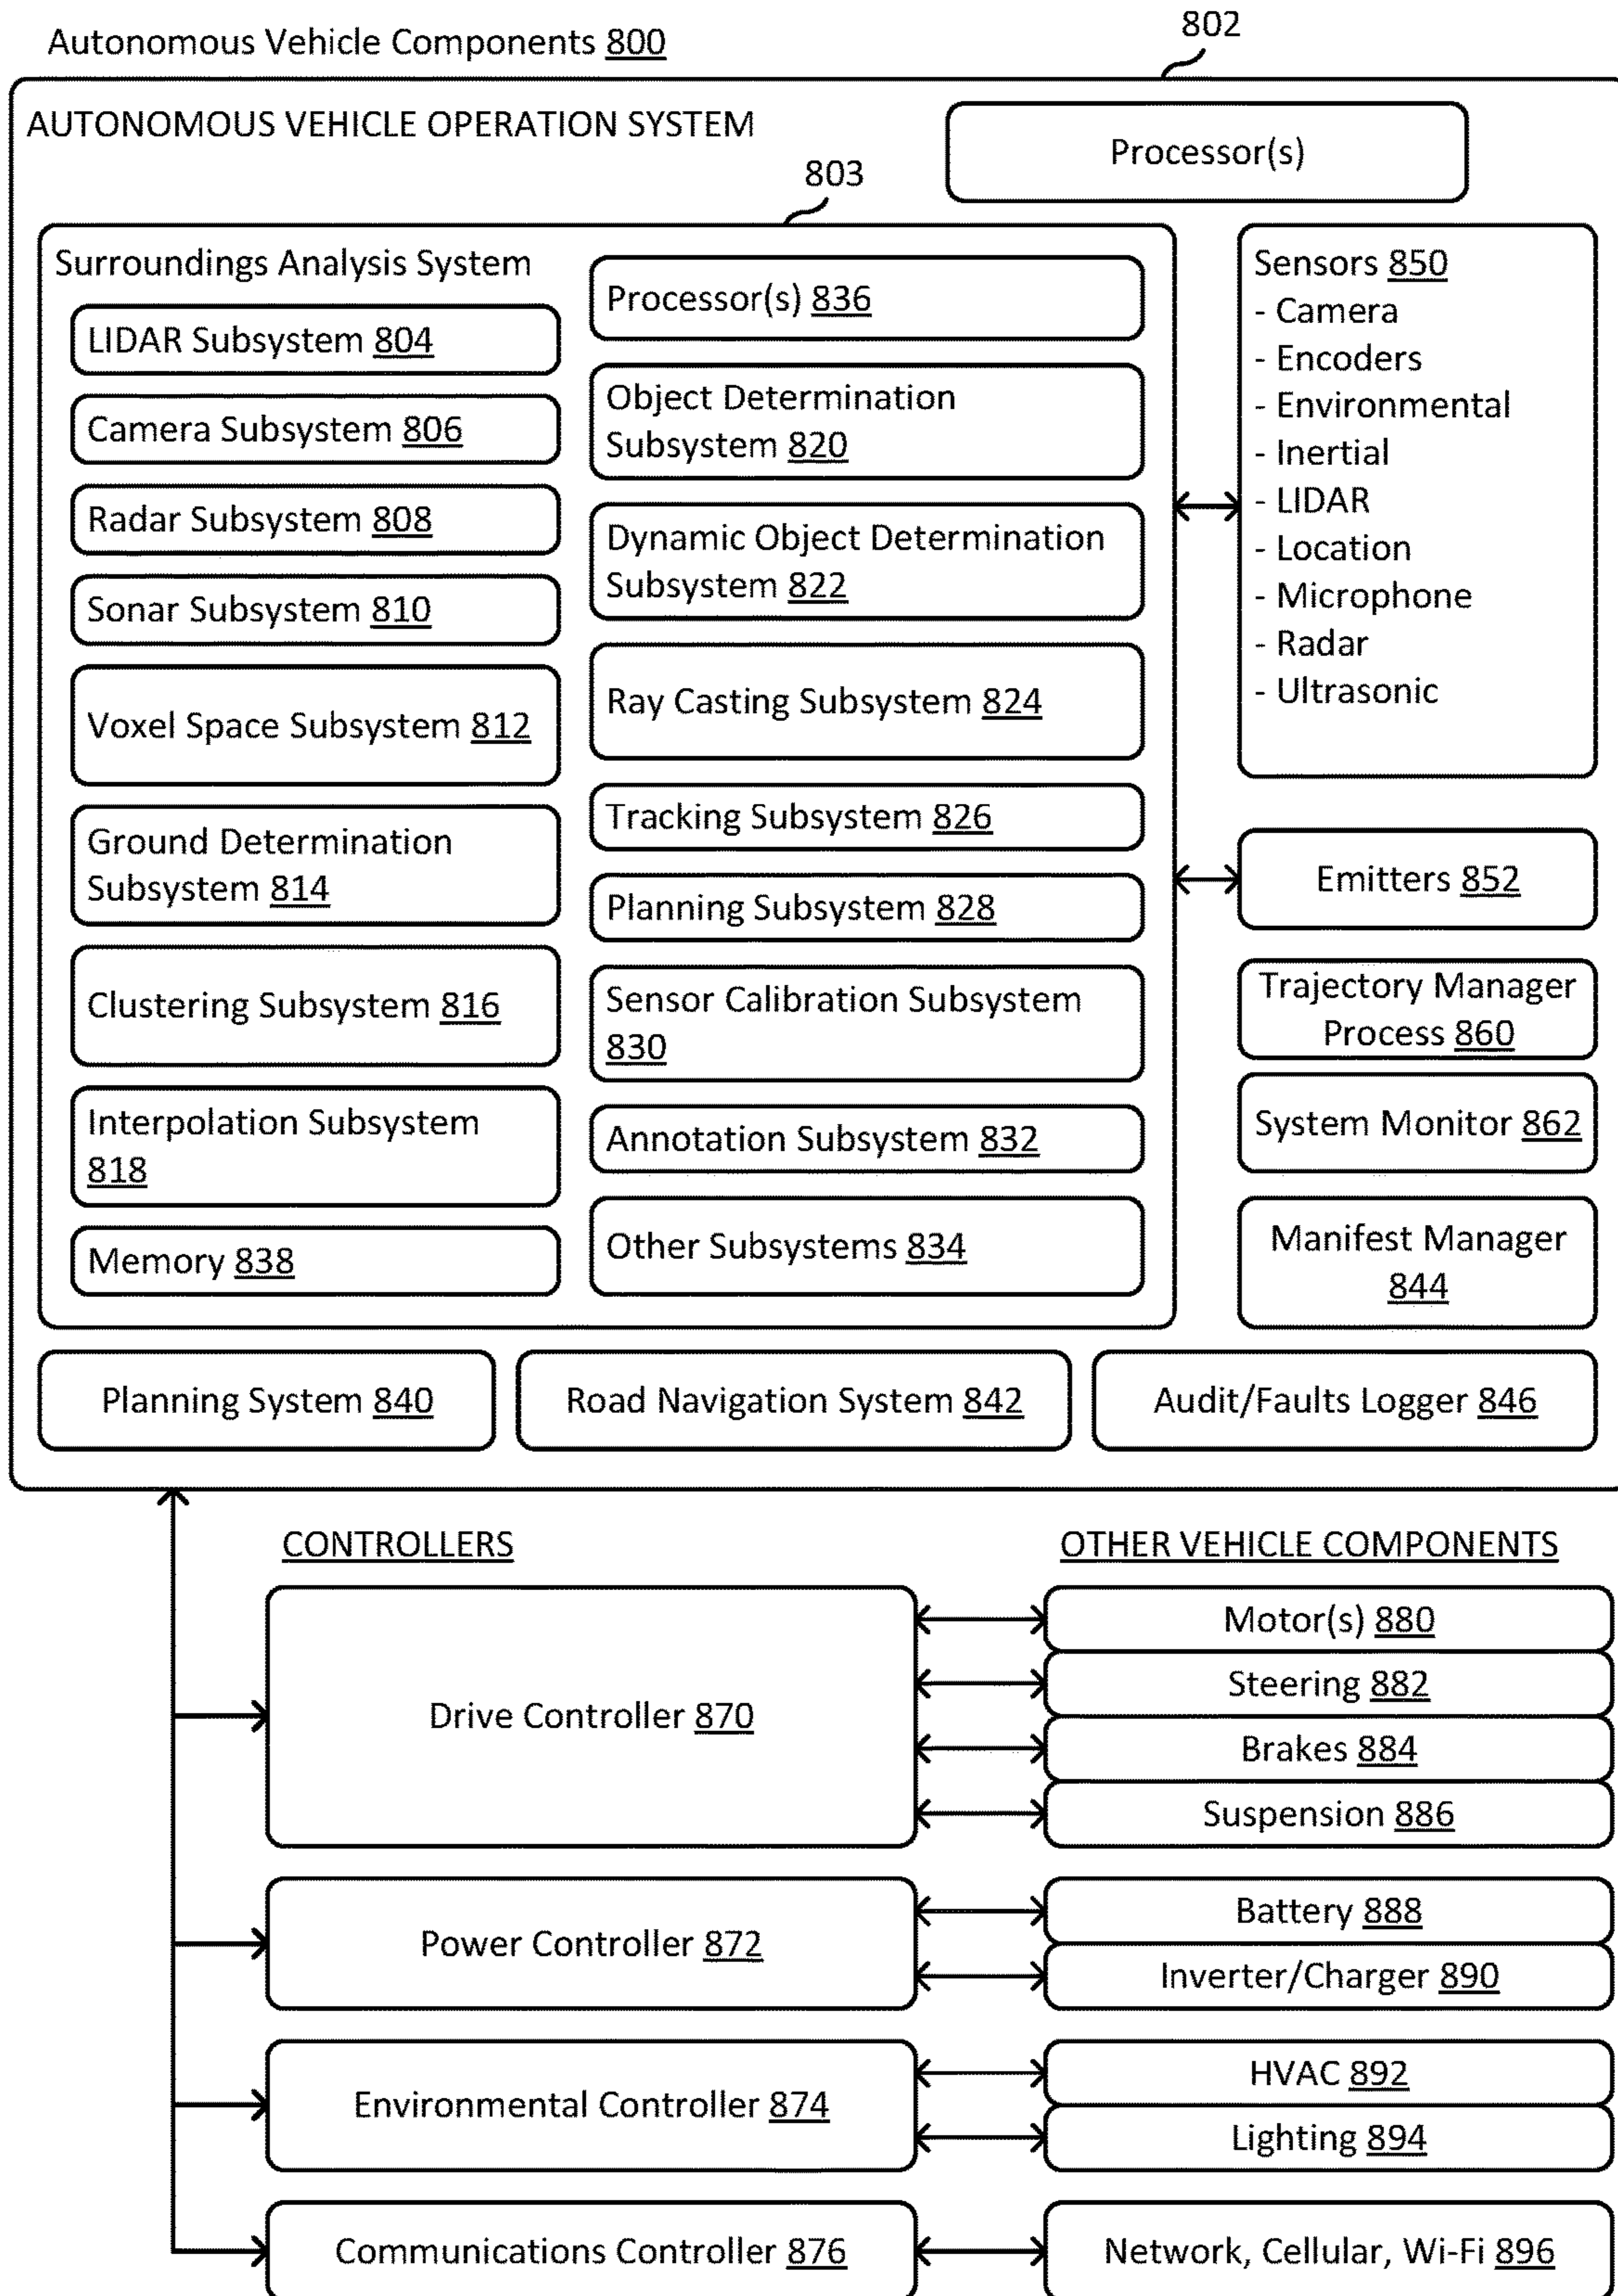 Autonomous Vehicle Components 800
802
AUTONOMOUS VEHICLE OPERATION SYSTEM
Processor(s)
803
Surroundings Analysis System
LIDAR Subsystem 804
Camera Subsystem 806
Radar Subsystem 808
Sonar Subsystem 810
Voxel Space Subsystem 812
Ground Determination
Subsystem 814
Clustering Subsystem 816
Interpolation Subsystem
818
Memory 838
Processor(s) 836
Object Determination
Subsystem 820
Dynamic Object Determination
Subsystem 822
Ray Casting Subsystem 824
Tracking Subsystem 826
Planning Subsystem 828
Sensor Calibration Subsystem
830
Annotation Subsystem 832
Other Subsystems 834
Sensors 850
- Camera
- Encoders
- Environmental
- Inertial
- LIDAR
- Location
- Microphone
- Radar
- Ultrasonic
Emitters 852
Trajectory Manager
Process 860
System Monitor 862
Manifest Manager
844
Planning System 840
Road Navigation System 842
Audit/Faults Logger 846
CONTROLLERS
OTHER VEHICLE COMPONENTS
Drive Controller 870
Motor(s) 880
Steering 882
Brakes 884
Suspension 886
Power Controller 872
Battery 888
Inverter/Charger 890
Environmental Controller 874
HVAC 892
Lighting 894
Communications Controller 876
Network, Cellular, Wi-Fi 896